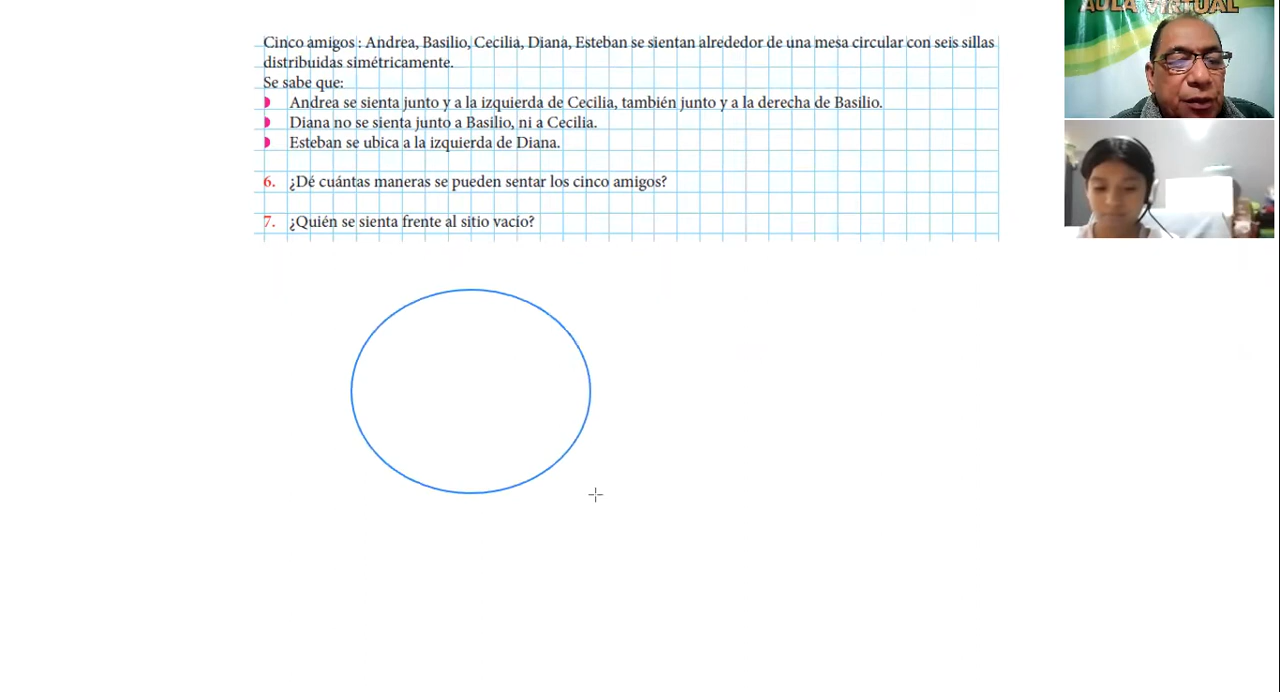 Cinco amigos : Andrea, Basilio, Cecilia, Diana, Esteban se sientan alrededor de una mesa circular con seis sillas
distribuidas simétricamente.
Se sabe que:
Andrea se sienta junto y a la izquierda de Cecilia, también junto y a la derecha de Basilio.
Diana no se sienta junto a Basilio, ni a Cecilia.
Esteban se ubica a la izquierda de Diana.
6. ¿Dé cuántas maneras se pueden sentar los cinco amigos?
7. ¿Quién se sienta frente al sitio vacío?
AULA VIRTUAL